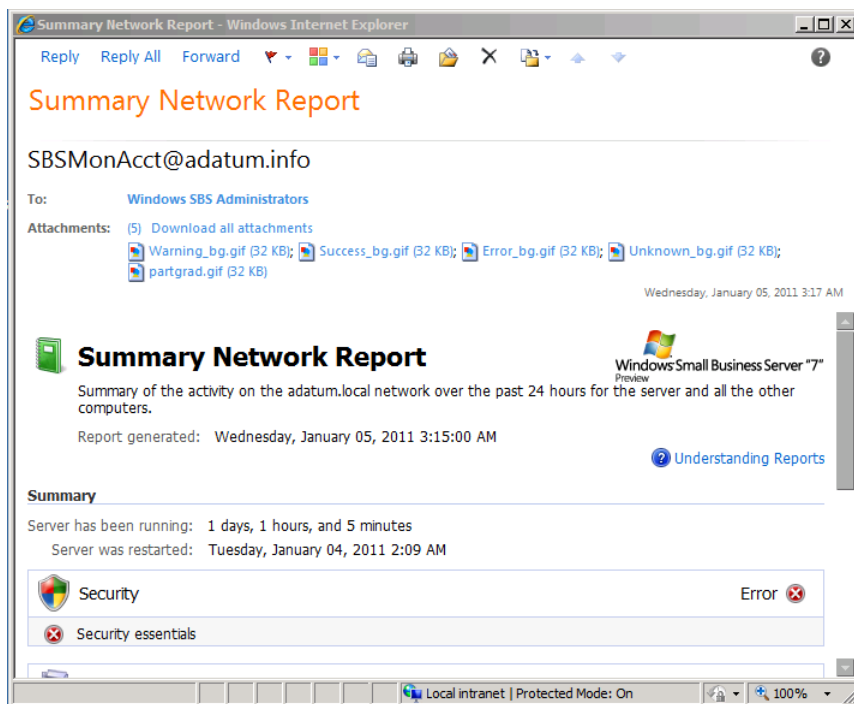 Summary Network Report - Windows Internet Explorer
Reply Reply All Forward
Summary Network Report
SBSMonAcct@adatum.info
To: Windows SBS Administrators
Attachments: (5) Download all attachments
Warning_bg.gif (32 KB); Success_bg.gif (32 KB); Error_bg.gif (32 KB); Unknown_bg.gif (32 KB);
partgrad.gif (32 KB)
Wednesday, January 05, 2011 3:17 AM
Summary Network Report
Windows Small Business Server "7"
Preview
Summary of the activity on the adatum.local network over the past 24 hours for the server and all the other
computers.
Report generated: Wednesday, January 05, 2011 3:15:00 AM
Understanding Reports
Summary
Server has been running: 1 days, 1 hours, and 5 minutes
Server was restarted: Tuesday, January 04, 2011 2:09 AM
Security Error
Security essentials
Local intranet | Protected Mode: On 100%